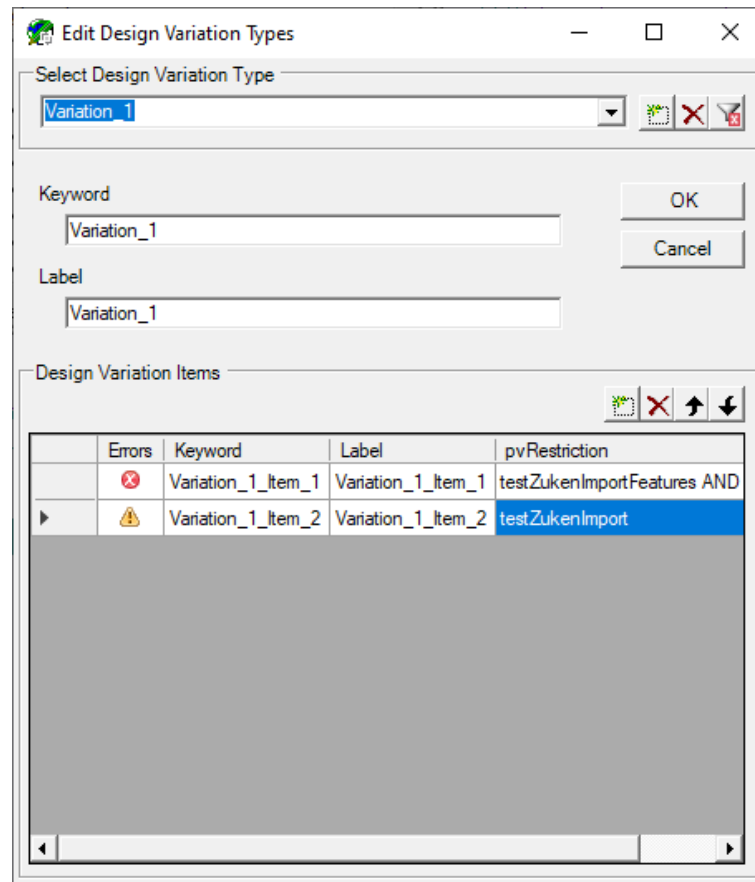 Edit Design Variation Types
Select Design Variation Type
Variation_1
Keyword
OK
Variation_1
Cancel
Label
Variation_1
Design Variation Items
Errors Keyword Label pvRestriction
Variation_1_Item_1 Variation_1_Item_1 testZukenImportFeatures AND
Variation_1_Item_2 Variation_1_Item_2 testZukenImport